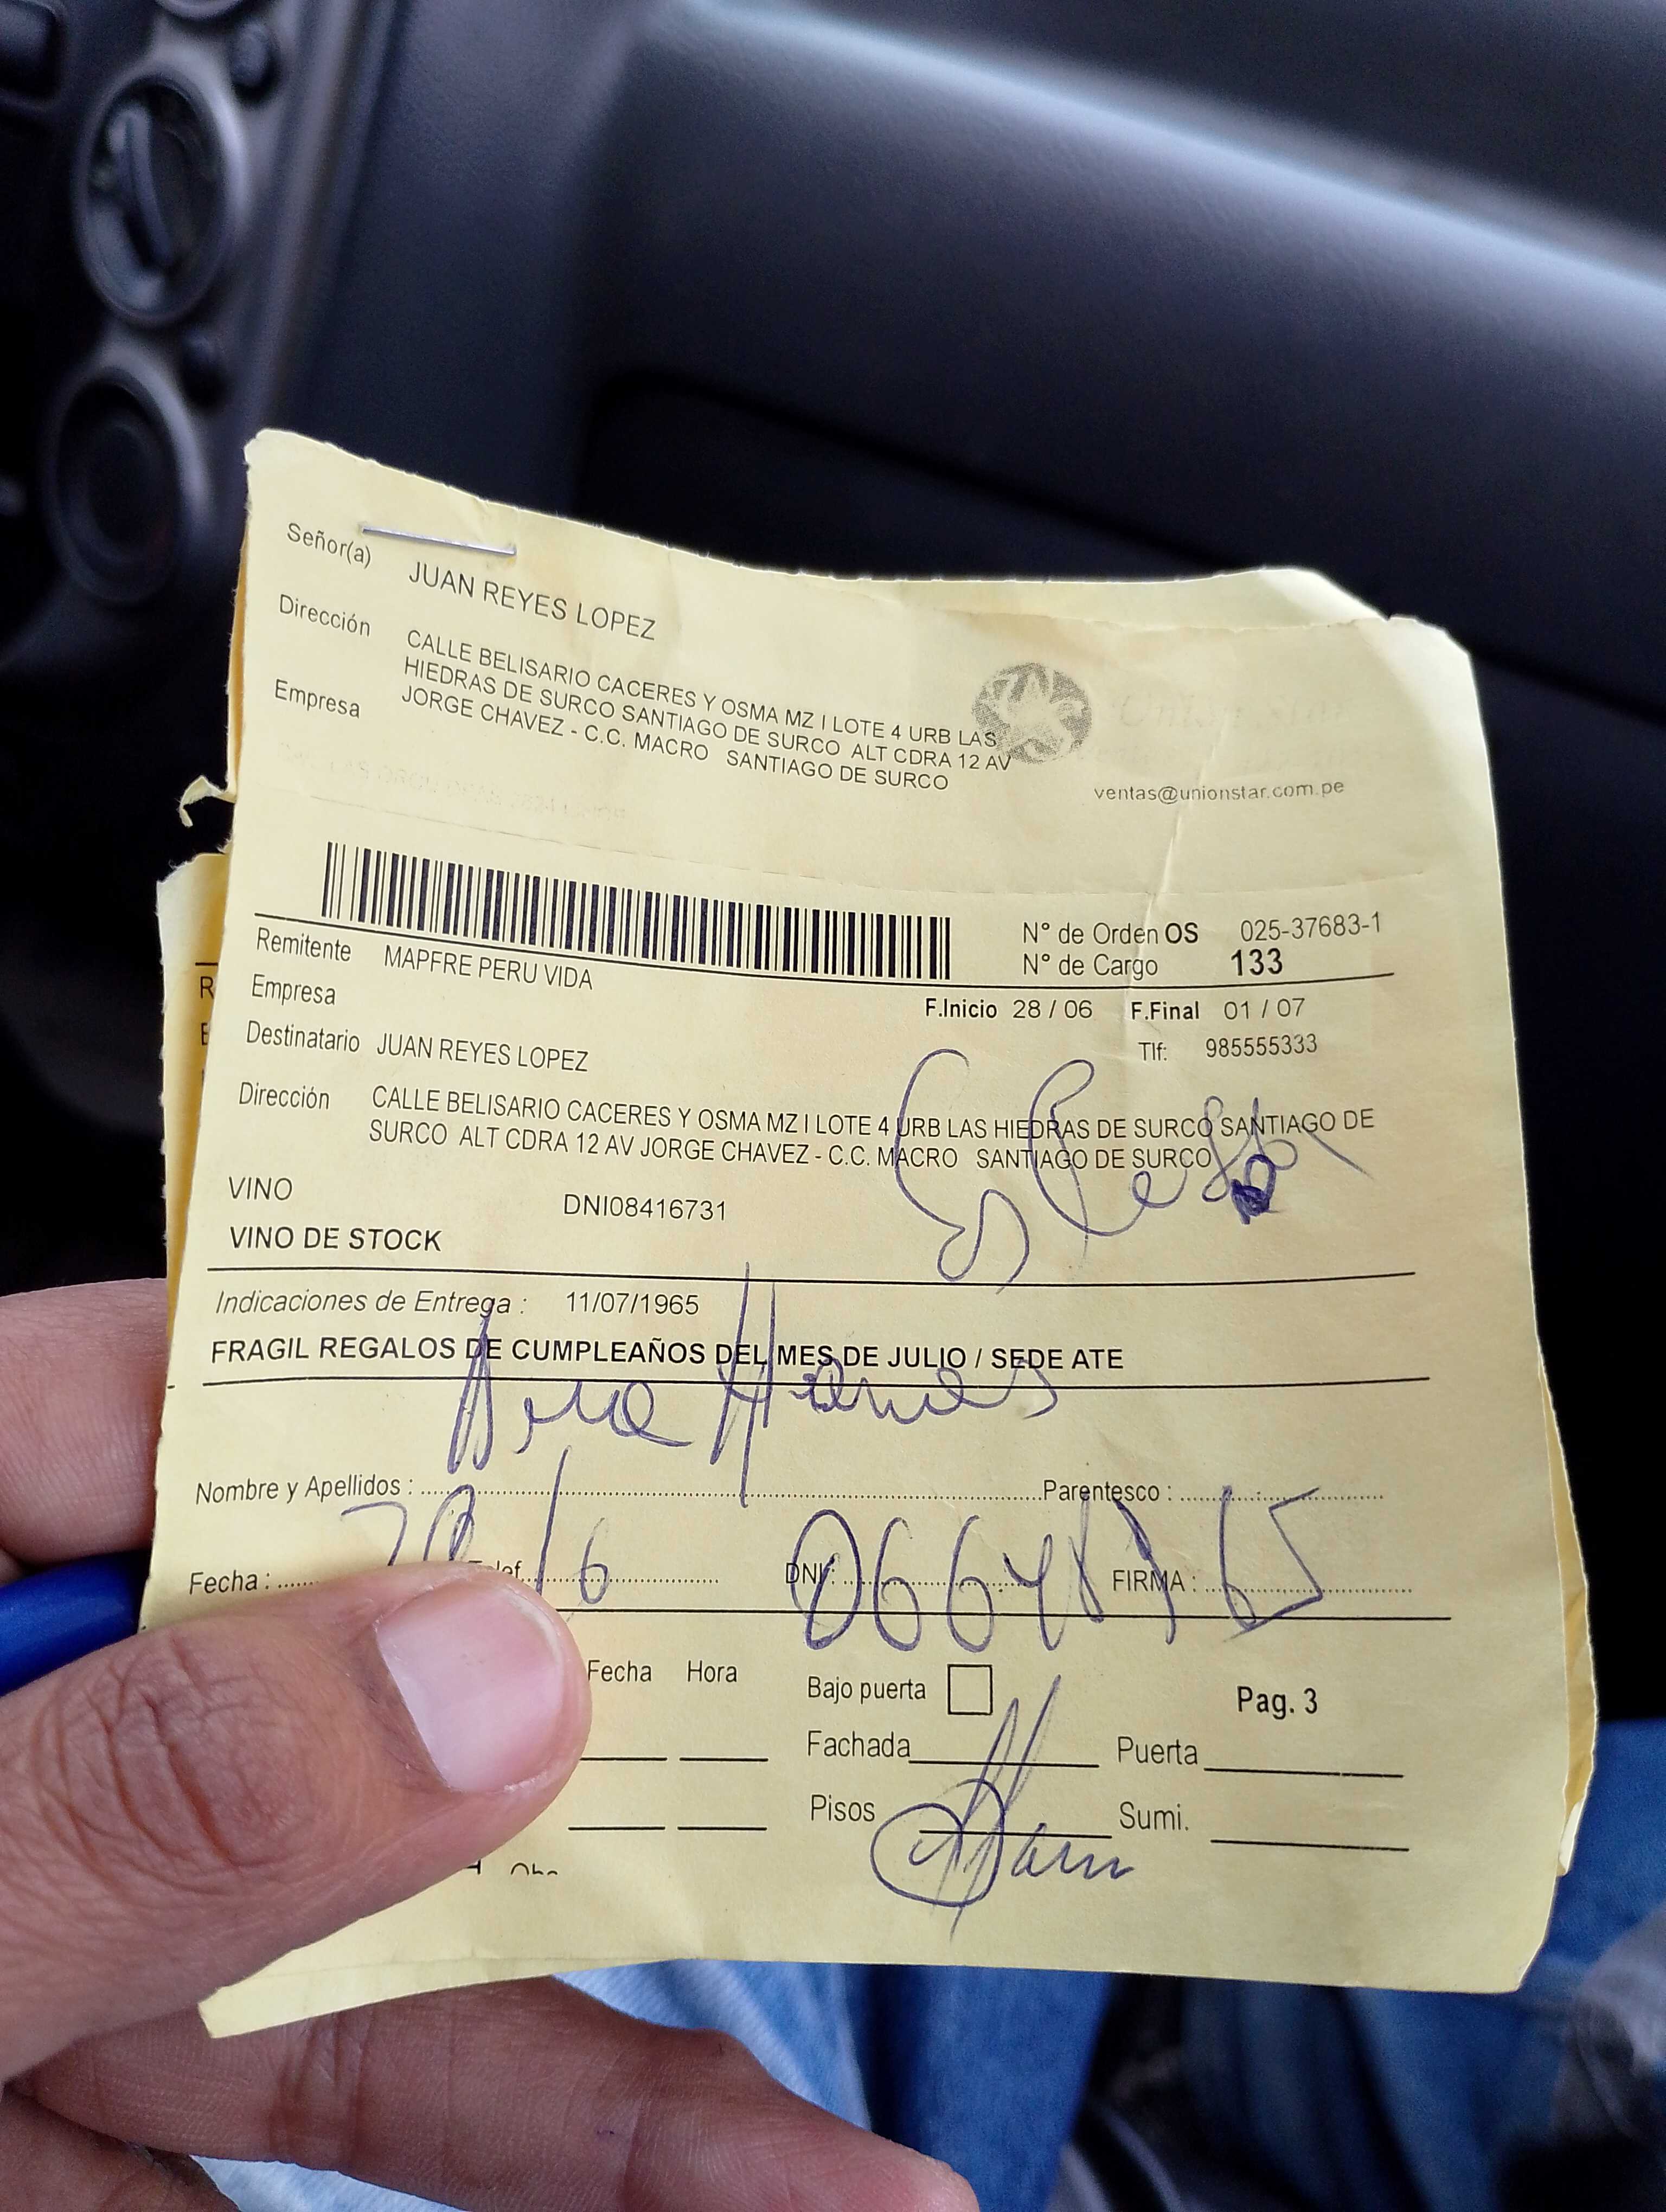 Señor(a) JUAN REYES LOPEZ
Dirección CALLE BELISARIO CACERES Y OSMA MZ I LOTE 4 URB LAS
HIEDRAS DE SURCO SANTIAGO DE SURCO ALT CDRA 12 AV
Empresa JORGE CHAVEZ - C.C. MACRO SANTIAGO DE SURCO
ventas@unionstar.com.pe
N° de Orden OS 025-37683-1
N° de Cargo 133
Remitente MAPFRE PERU VIDA
Empresa
F.Inicio 28 / 06 F.Final 01 / 07
Destinatario JUAN REYES LOPEZ
Tlf: 985555333
Dirección CALLE BELISARIO CACERES Y OSMA MZ I LOTE 4 URB LAS HIEDRAS DE SURCO SANTIAGO DE
SURCO ALT CDRA 12 AV JORGE CHAVEZ - C.C. MACRO SANTIAGO DE SURCO
VINO DNI08416731
VINO DE STOCK
Indicaciones de Entrega : 11/07/1965
FRAGIL REGALOS DE CUMPLEAÑOS DEL MES DE JULIO / SEDE ATE
Nombre y Apellidos : Parentesco :
Fecha : Telef DNI: FIRMA :
Fecha Hora Bajo puerta Pag. 3
Fachada Puerta
Pisos Sumi.